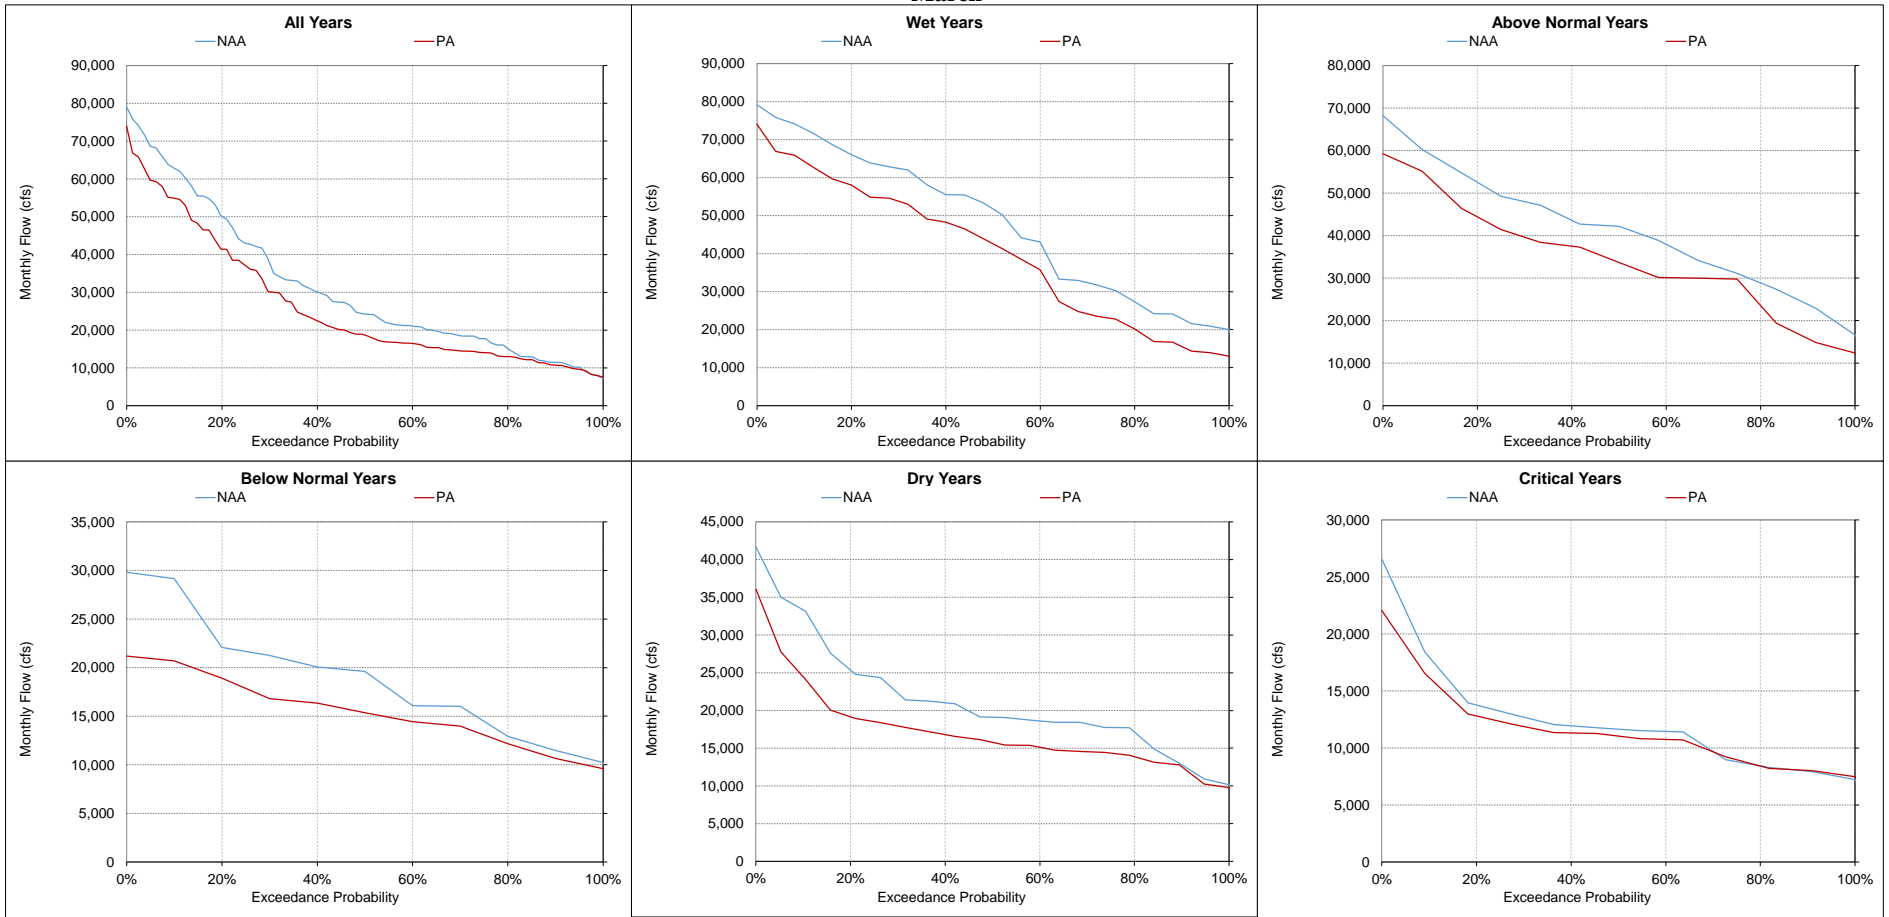 All Years
NAA PA
90,000
80,000
70,000
60,000
50,000
40,000
30,000
20,000
10,000
0
Monthly Flow (cfs)
0% 20% 40% 60% 80% 100%
Exceedance Probability
Wet Years
NAA PA
90,000
80,000
70,000
60,000
50,000
40,000
30,000
20,000
10,000
0
Monthly Flow (cfs)
0% 20% 40% 60% 80% 100%
Exceedance Probability
Above Normal Years
NAA PA
80,000
70,000
60,000
50,000
40,000
30,000
20,000
10,000
0
Monthly Flow (cfs)
0% 20% 40% 60% 80% 100%
Exceedance Probability
Below Normal Years
NAA PA
35,000
30,000
25,000
20,000
15,000
10,000
5,000
0
Monthly Flow (cfs)
0% 20% 40% 60% 80% 100%
Exceedance Probability
Dry Years
NAA PA
45,000
40,000
35,000
30,000
25,000
20,000
15,000
10,000
5,000
0
Monthly Flow (cfs)
0% 20% 40% 60% 80% 100%
Exceedance Probability
Critical Years
NAA PA
30,000
25,000
20,000
15,000
10,000
5,000
0
Monthly Flow (cfs)
0% 20% 40% 60% 80% 100%
Exceedance Probability